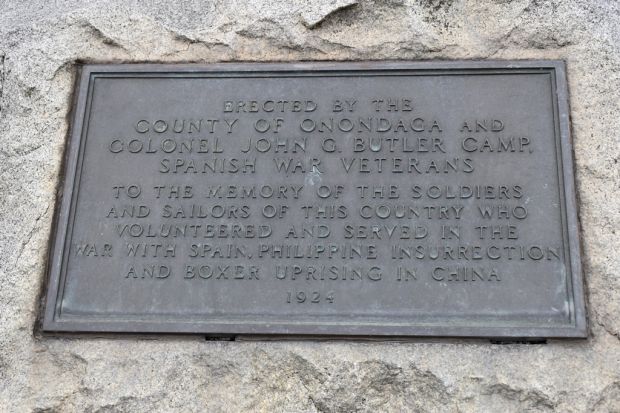 ERECTED BY THE
COUNTY OF ONONDAGA AND
COLONEL JOHN G. BUTLER CAMP,
SPANISH WAR VETERANS
TO THE MEMORY OF THE SOLDIERS
AND SAILORS OF THIS COUNTRY WHO
VOLUNTEERED AND SERVED IN THE
WAR WITH SPAIN, PHILIPPINE INSURRECTION
AND BOXER UPRISING IN CHINA
1924